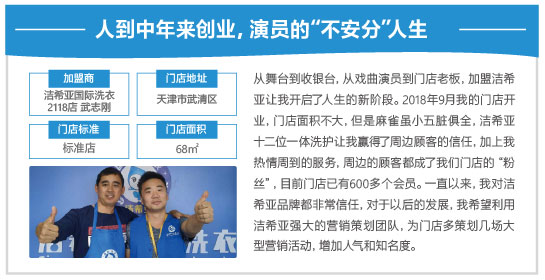 人到中年来创业，演员的“不安分”人生
加盟商
洁希亚国际洗衣
2118店 武志刚
门店地址
天津市武清区
门店标准
标准店
门店面积
68㎡
从舞台到收银台，从戏曲演员到门店老板，加盟洁希
亚让我开启了人生的新阶段。2018年9月我的门店开
业，门店面积不大，但是麻雀虽小五脏俱全，洁希亚
十二位一体洗护让我赢得了周边顾客的信任，加上我
热情周到的服务，周边的顾客都成了我们门店的“粉
丝”，目前门店已有600多个会员。一直以来，我对洁
希亚品牌都非常信任，对于以后的发展，我希望利用
洁希亚强大的营销策划团队，为门店多策划几场大
型营销活动，增加人气和知名度。
洗衣